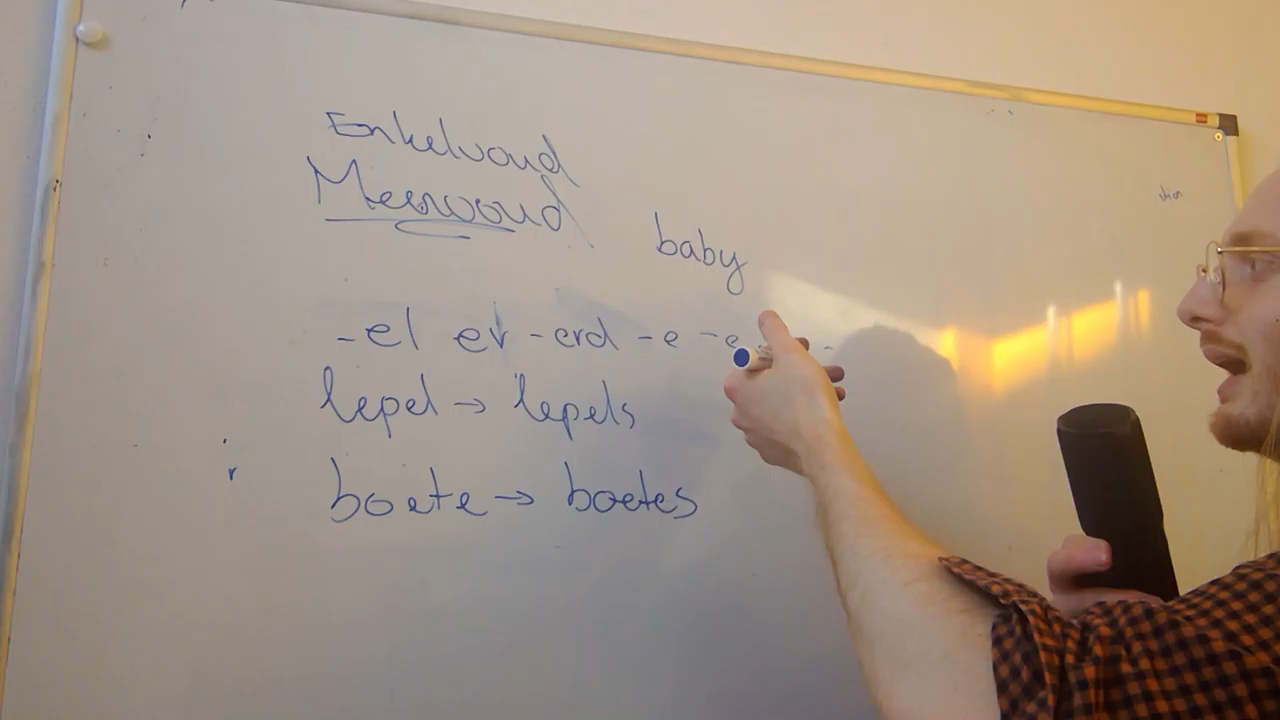 Enkelvoud
Meervoud
baby
-el er -erd -e -e
lepel → lepels
boete → boetes